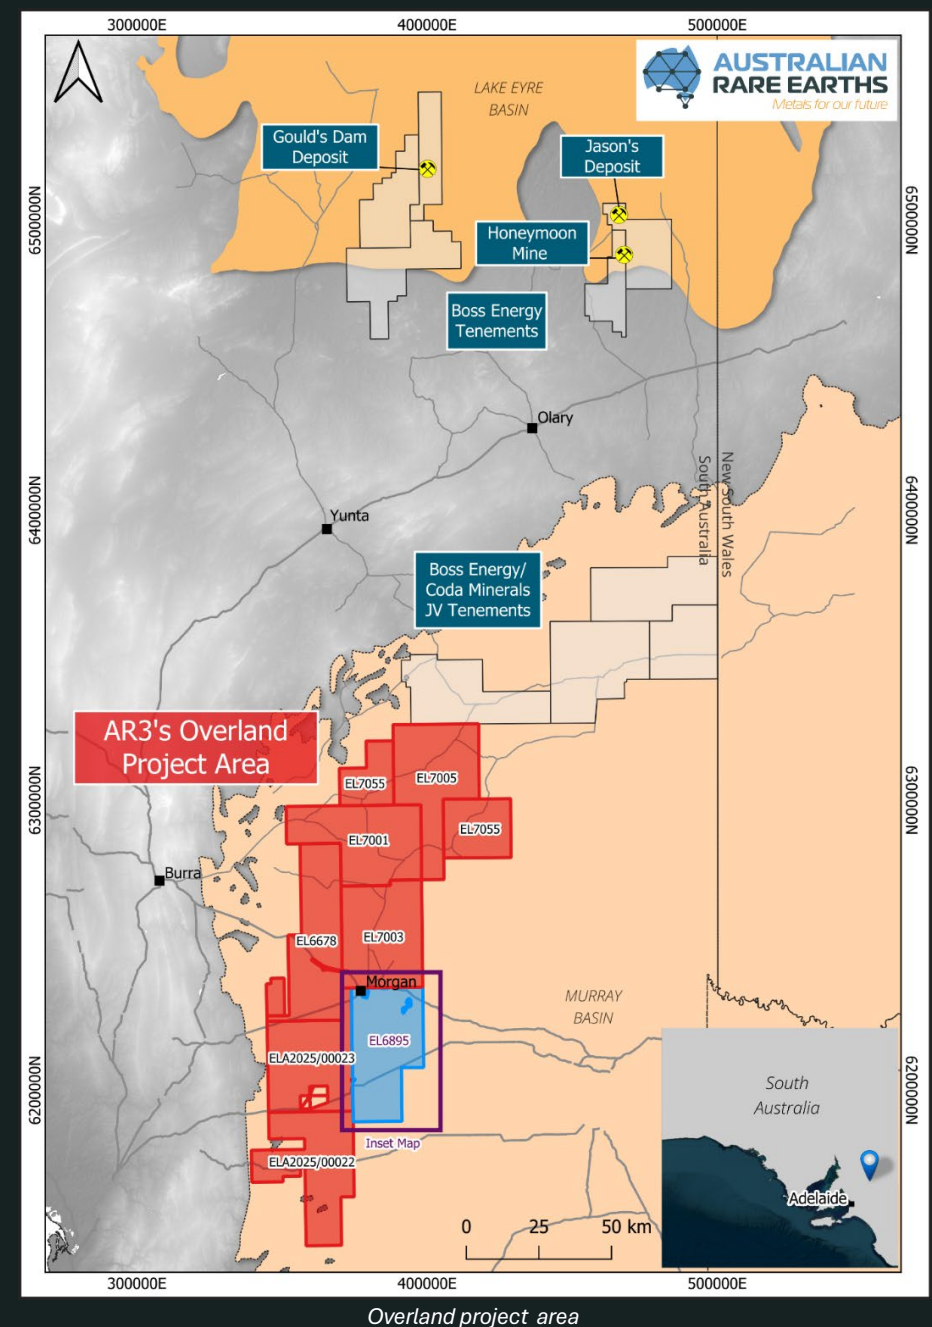 300000E
400000E
500000E
AUSTRALIAN
RARE EARTHS
Metals for our future
LAKE EYRE
BASIN
Gould's Dam
Deposit
Jason's
Deposit
6500000N
6500000N
Honeymoon
Mine
Boss Energy
Tenements
Olary
South Australia
New South Wales
6400000N
6400000N
Yunta
Boss Energy/
Coda Minerals
JV Tenements
AR3's Overland
Project Area
6300000N
6300000N
EL7055
EL7005
EL7055
EL7001
Burra
EL6678
EL7003
Morgan
MURRAY
BASIN
EL6895
ELA2025/00023
6200000N
6200000N
Inset Map
ELA2025/00022
South
Australia
Adelaide
0 25 50 km
300000E
400000E
500000E
Overland project area